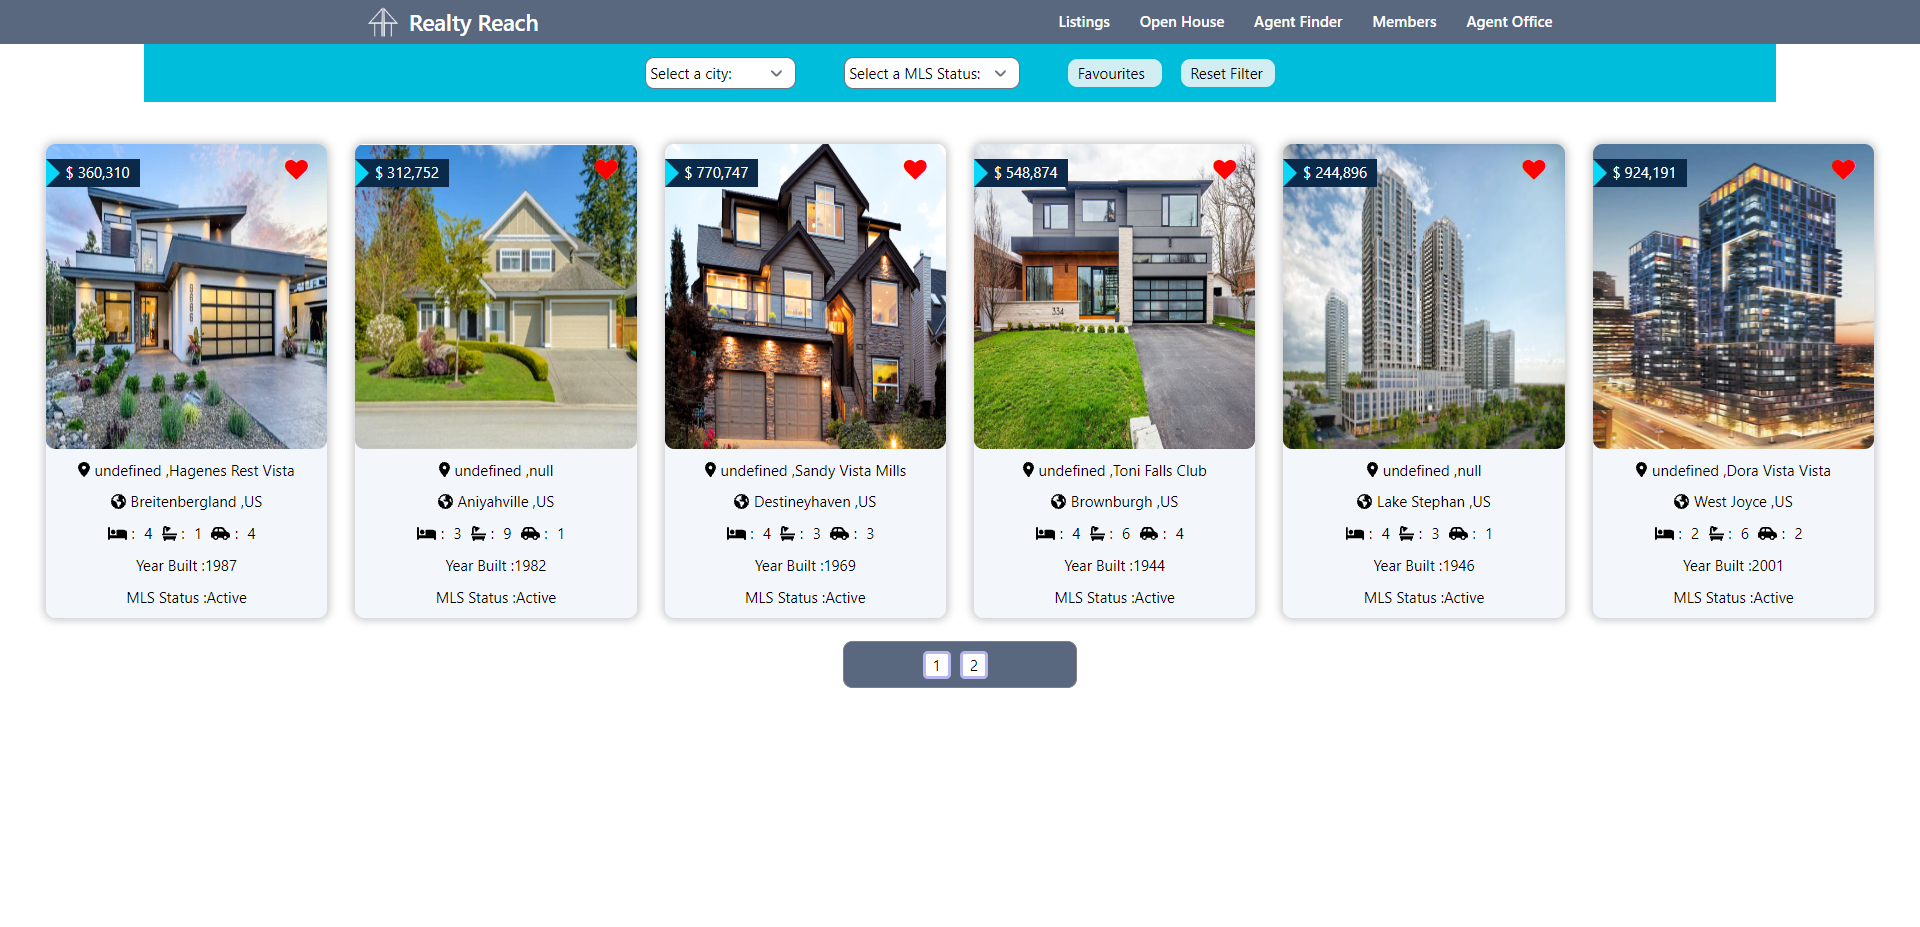 Realty Reach
Listings
Open House
Agent Finder
Members
Agent Office
Select a city:
Select a MLS Status:
Favourites
Reset Filter
$ 360,310
undefined ,Hagenes Rest Vista
Breitenbergland ,US
: 4 : 1 : 4
Year Built :1987
MLS Status :Active
$ 312,752
undefined ,null
Aniyahville ,US
: 3 : 9 : 1
Year Built :1982
MLS Status :Active
$ 770,747
undefined ,Sandy Vista Mills
Destineyhaven ,US
: 4 : 3 : 3
Year Built :1969
MLS Status :Active
$ 548,874
334
undefined ,Toni Falls Club
Brownburgh ,US
: 4 : 6 : 4
Year Built :1944
MLS Status :Active
$ 244,896
undefined ,null
Lake Stephan ,US
: 4 : 3 : 1
Year Built :1946
MLS Status :Active
$ 924,191
undefined ,Dora Vista Vista
West Joyce ,US
: 2 : 6 : 2
Year Built :2001
MLS Status :Active
1 2